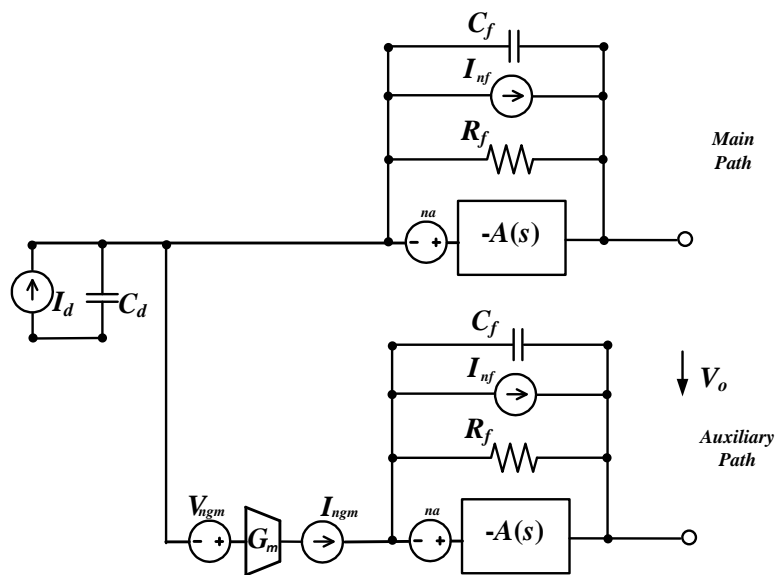 C_f
I_nf
R_f
Main
Path
na
-A(s)
I_d
C_d
C_f
I_nf
V_o
R_f
Auxiliary
Path
V_ngm
G_m
I_ngm
na
-A(s)